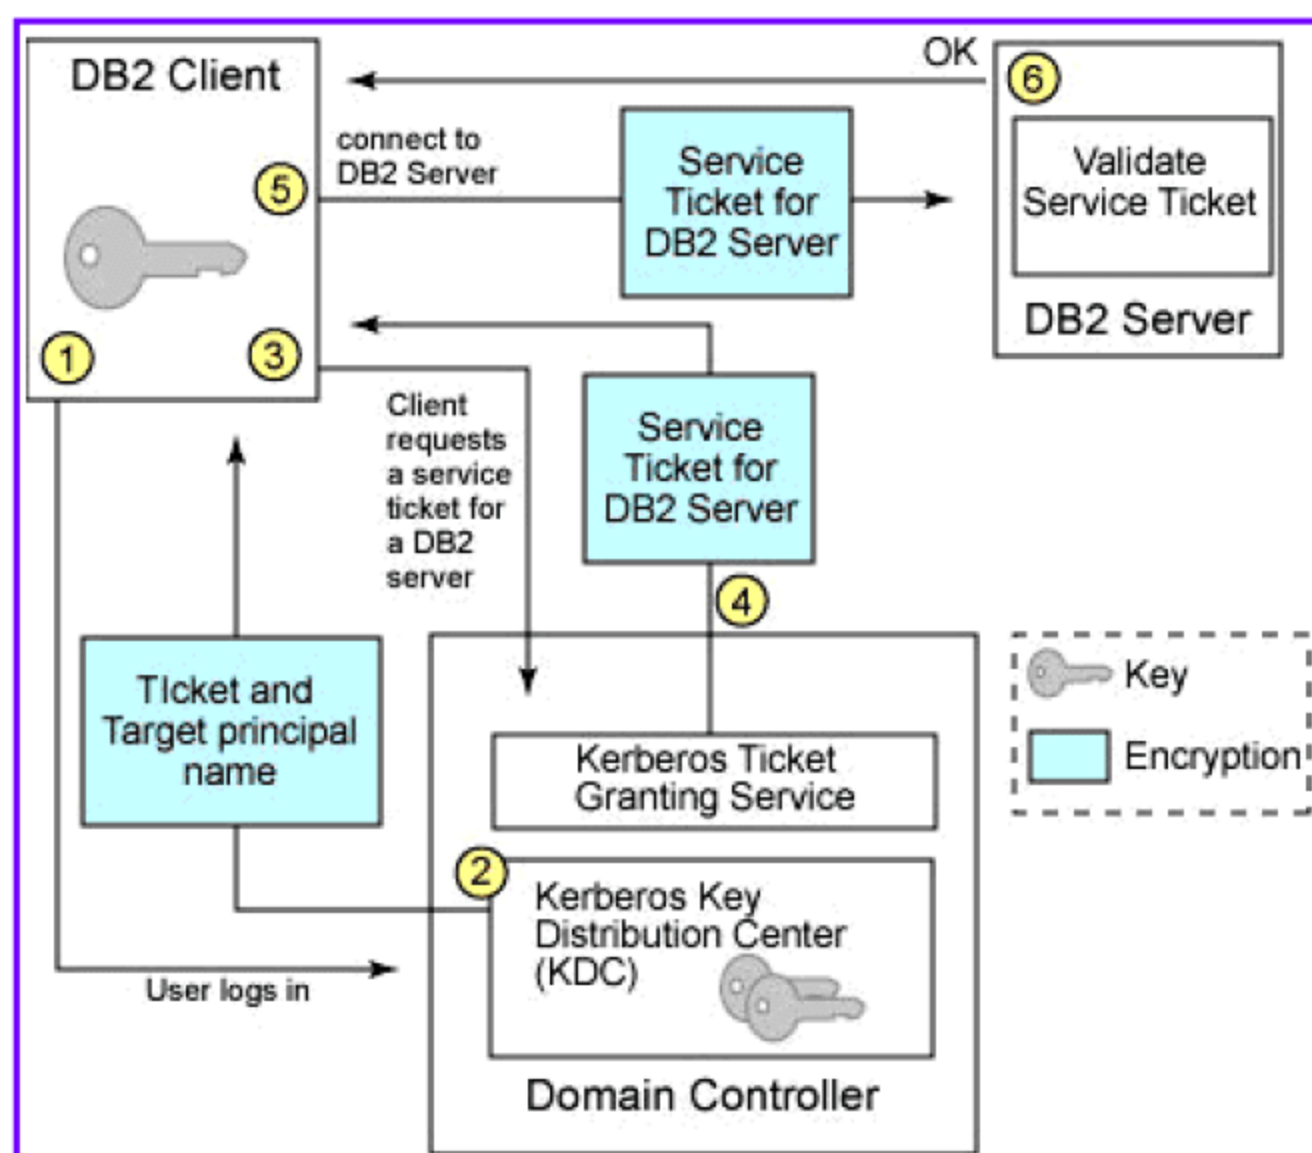 DB2 Client
OK
6
connect to
DB2 Server
5
Service
Ticket for
DB2 Server
Validate
Service Ticket
DB2 Server
1
3
Client
requests
a service
ticket for
a DB2
server
Service
Ticket for
DB2 Server
4
TIcket and
Target principal
name
Key
Encryption
Kerberos Ticket
Granting Service
2
Kerberos Key
Distribution Center
(KDC)
User logs in
Domain Controller